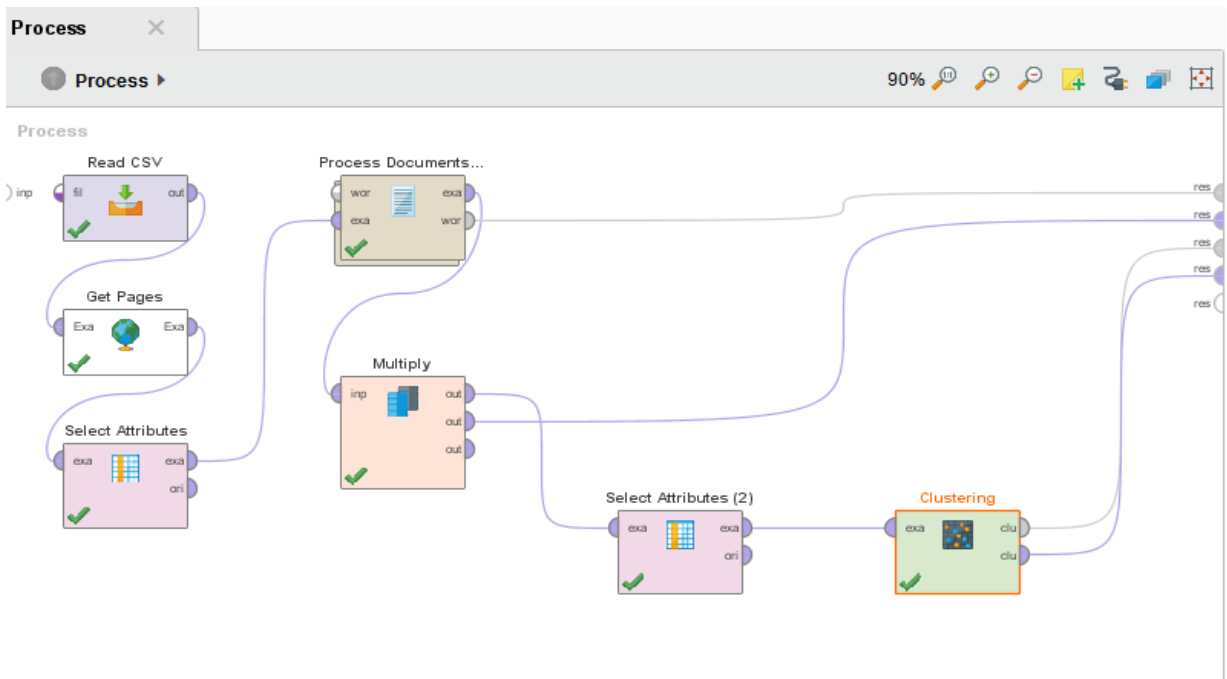 Process
Process
90%
Process
Read CSV
inp
fil
out
Process Documents...
wor
exa
exa
wor
res
res
res
res
res
Get Pages
Exa
Exa
Multiply
inp
out
out
out
Select Attributes
exa
exa
ori
Select Attributes (2)
exa
exa
ori
Clustering
exa
clu
clu